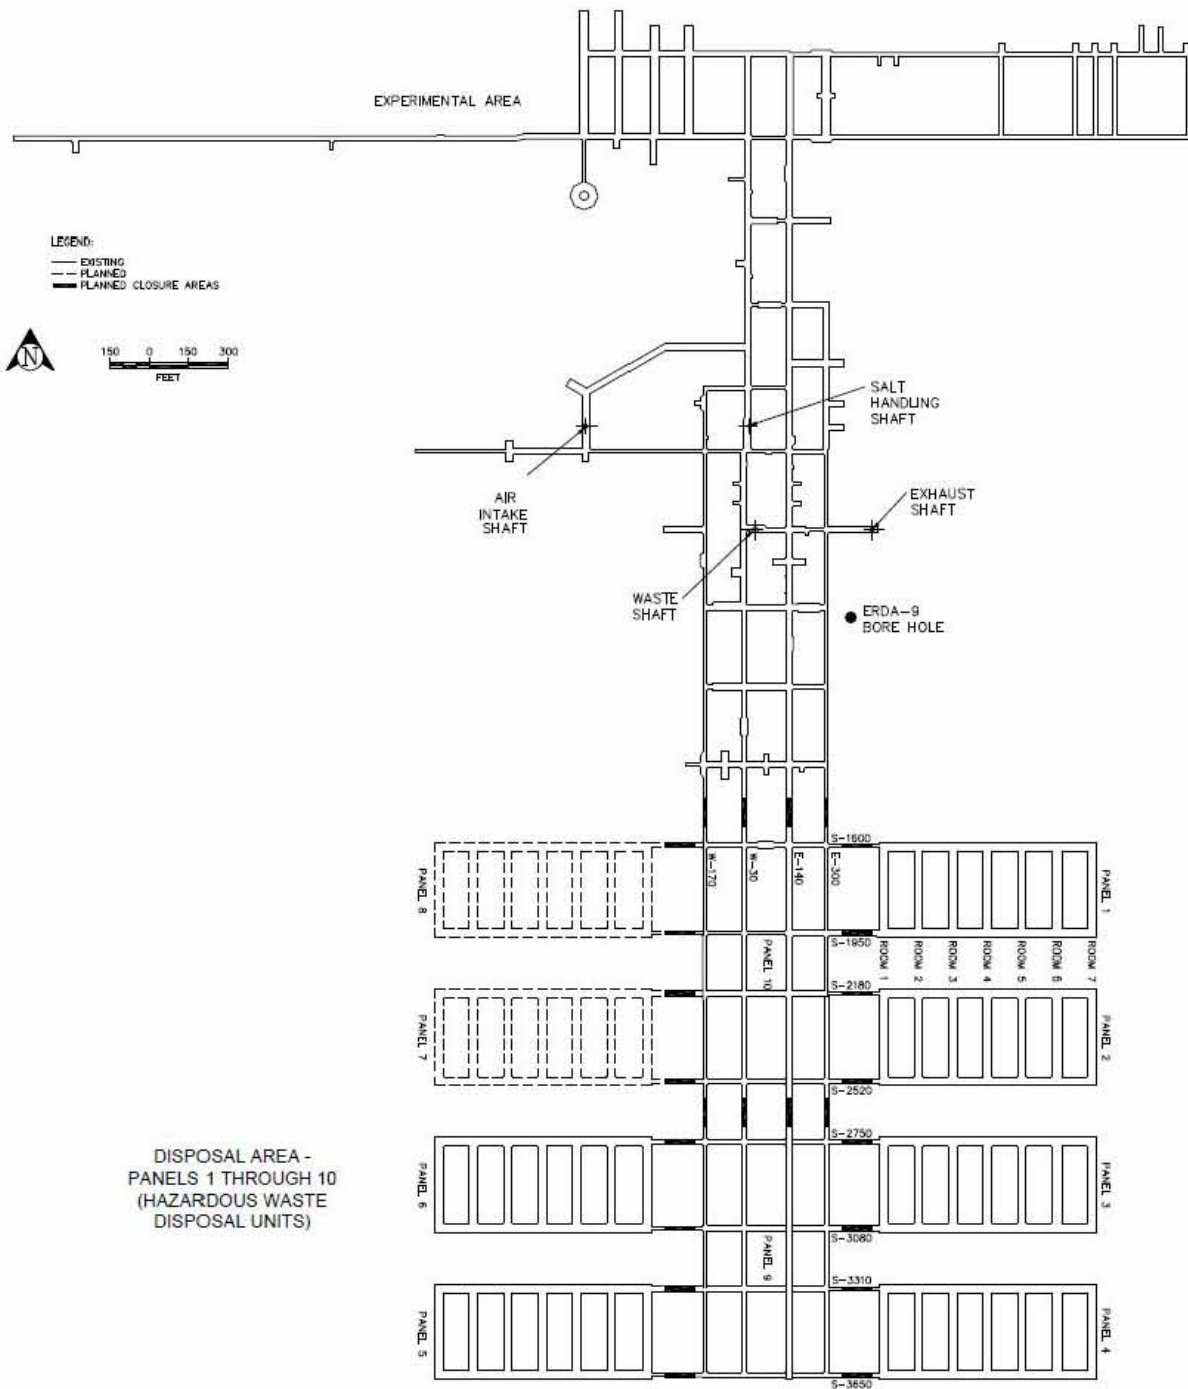 EXPERIMENTAL AREA
LEGEND:
EXISTING
PLANNED
PLANNED CLOSURE AREAS
N
150 0 150 300
FEET
SALT
HANDLING
SHAFT
AIR
INTAKE
SHAFT
EXHAUST
SHAFT
WASTE
SHAFT
ERDA-9
BORE HOLE
S-1600
W-170
W-30
E-140
E-300
PANEL 8
PANEL 1
S-1950
PANEL 10
ROOM 1
ROOM 2
ROOM 3
ROOM 4
ROOM 5
ROOM 6
ROOM 7
S-2180
PANEL 7
PANEL 2
S-2520
S-2750
DISPOSAL AREA -
PANELS 1 THROUGH 10
(HAZARDOUS WASTE
DISPOSAL UNITS)
PANEL 6
PANEL 3
S-3080
PANEL 9
S-3310
PANEL 5
PANEL 4
S-3650